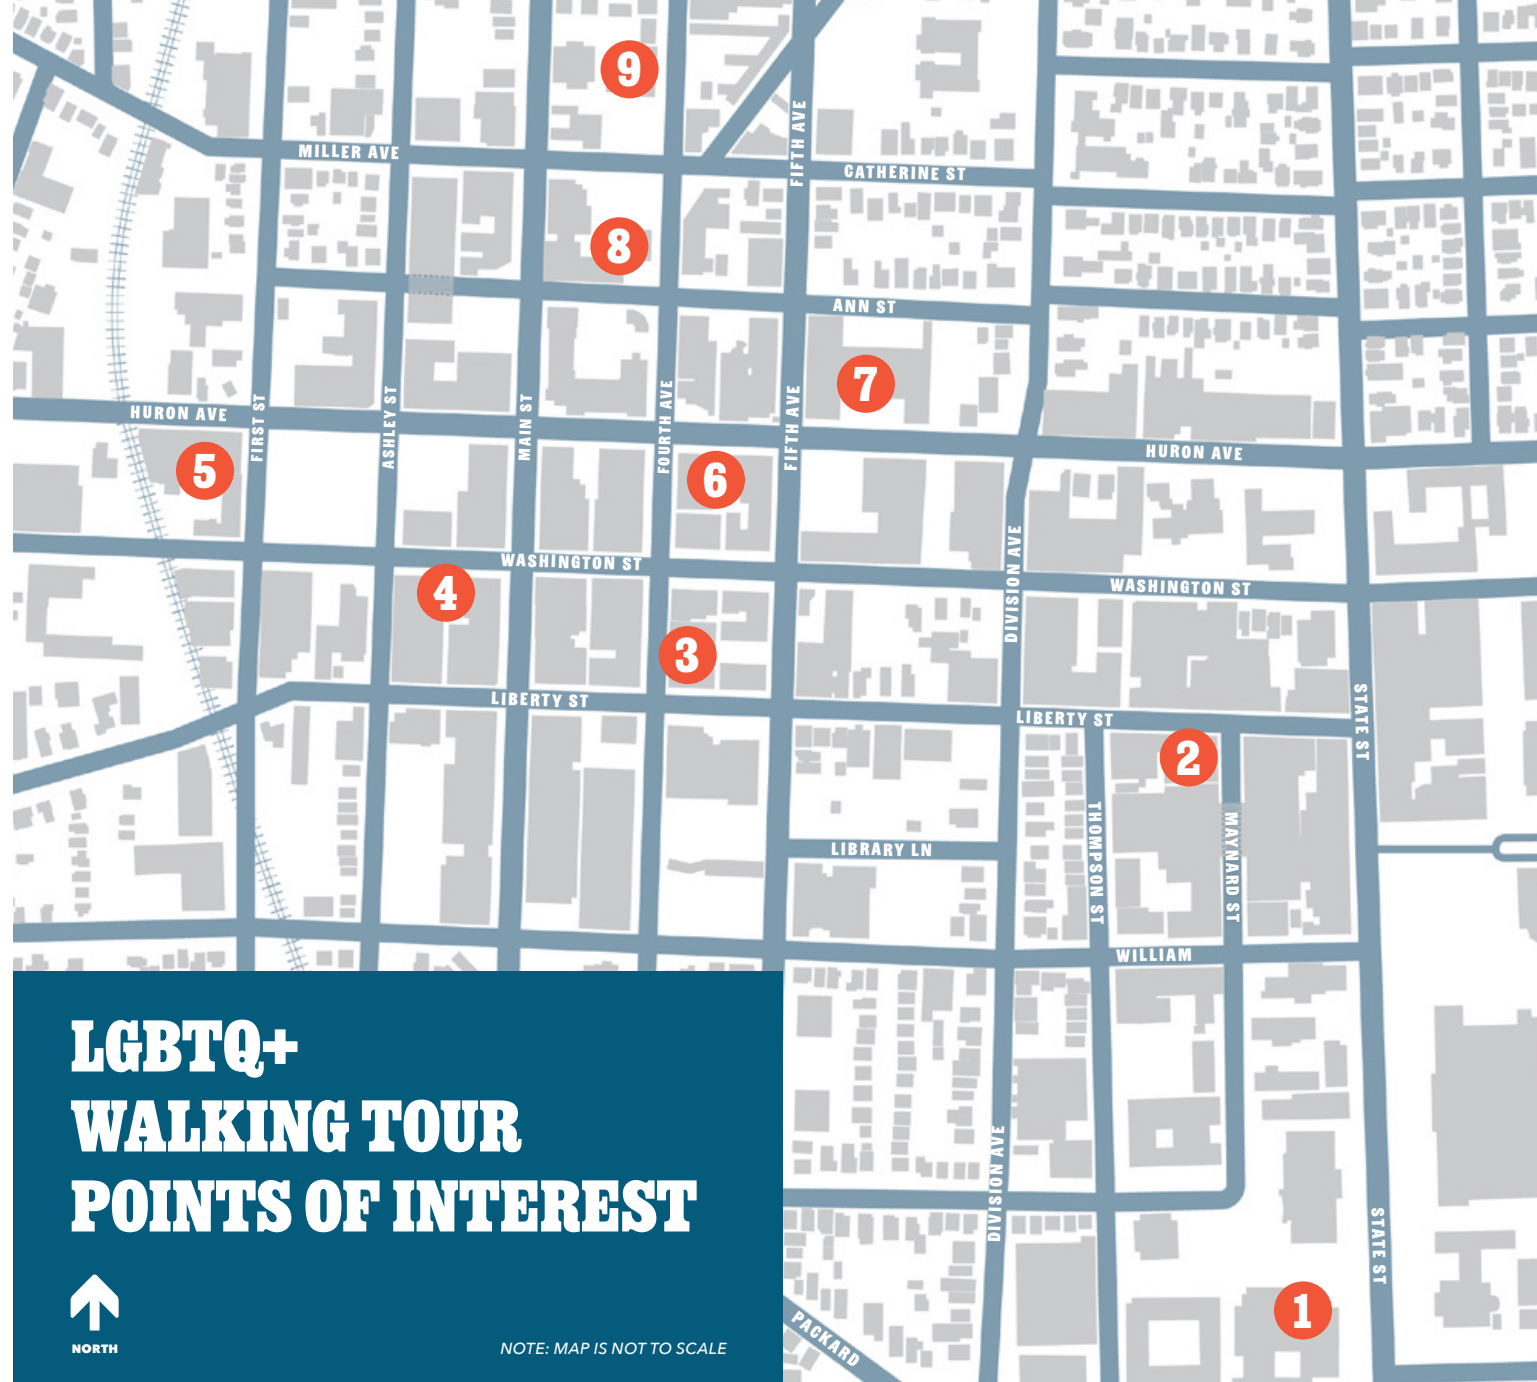 9
FIFTH AVE
MILLER AVE
CATHERINE ST
8
ANN ST
7
HURON AVE
FIRST ST
ASHLEY ST
MAIN ST
FOURTH AVE
FIFTH AVE
HURON AVE
5
6
WASHINGTON ST
4
DIVISION AVE
WASHINGTON ST
3
LIBERTY ST
LIBERTY ST
STATE ST
2
LIBRARY LN
THOMPSON ST
MAYNARD ST
WILLIAM
LGBTQ+
WALKING TOUR
POINTS OF INTEREST
NORTH
NOTE: MAP IS NOT TO SCALE
DIVISION AVE
STATE ST
1
PACKARD